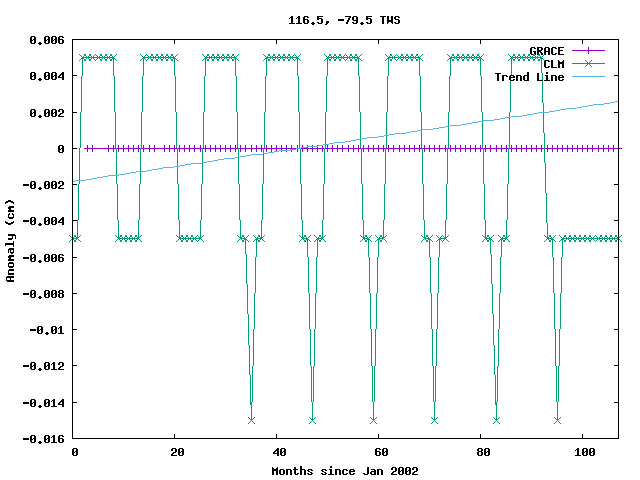 116.5, -79.5 TWS
GRACE
CLM
Trend Line
0.006
0.004
0.002
0
-0.002
-0.004
-0.006
-0.008
-0.01
-0.012
-0.014
-0.016
Anomaly (cm)
0 20 40 60 80 100
Months since Jan 2002